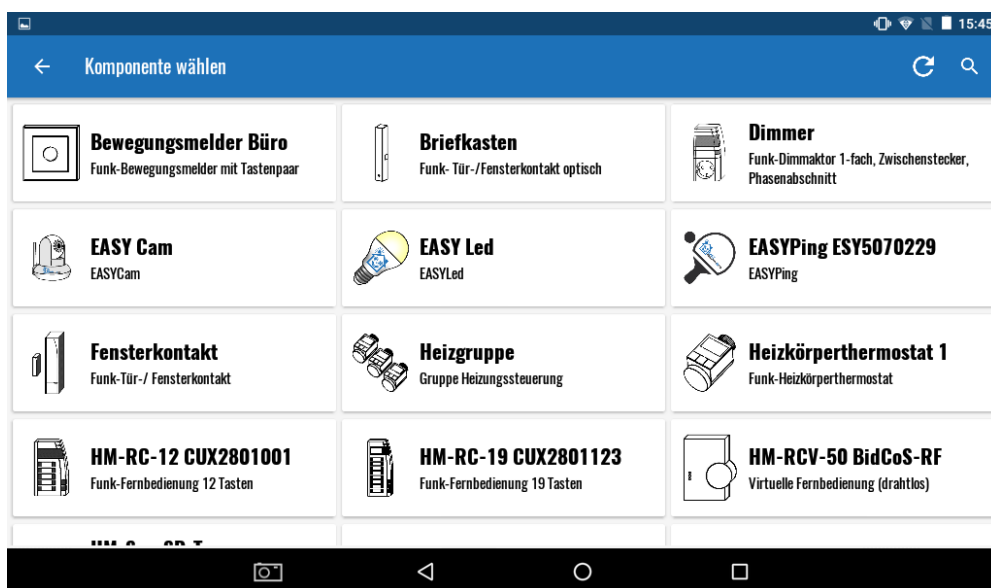 15:45
Komponente wählen
Bewegungsmelder Büro
Funk-Bewegungsmelder mit Tastenpaar
Briefkasten
Funk- Tür-/Fensterkontakt optisch
Dimmer
Funk-Dimmaktor 1-fach, Zwischenstecker,
Phasenabschnitt
EASY Cam
EASYCam
EASY Led
EASYLed
EASYPing ESY5070229
EASYPing
Fensterkontakt
Funk-Tür-/ Fensterkontakt
Heizgruppe
Gruppe Heizungssteuerung
Heizkörperthermostat 1
Funk-Heizkörperthermostat
HM-RC-12 CUX2801001
Funk-Fernbedienung 12 Tasten
HM-RC-19 CUX2801123
Funk-Fernbedienung 19 Tasten
HM-RCV-50 BidCoS-RF
Virtuelle Fernbedienung (drahtlos)